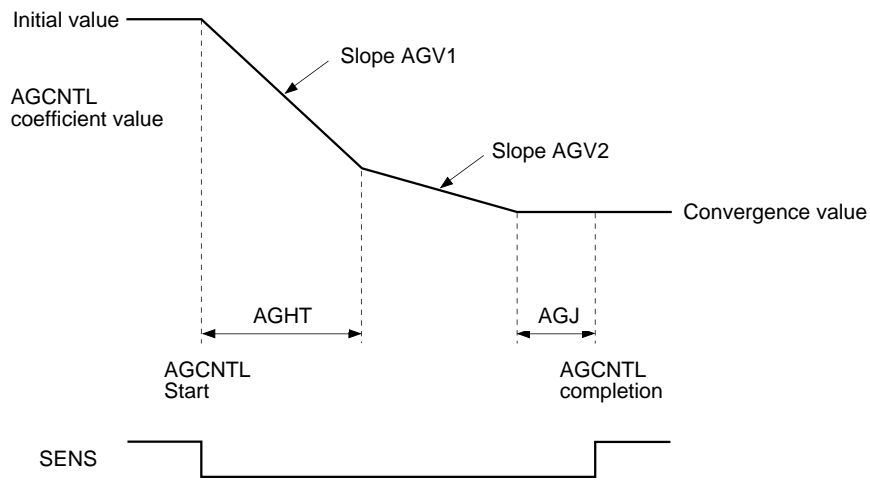 Initial value
Slope AGV1
AGCNTL
coefficient value
Slope AGV2
Convergence value
AGHT
AGJ
AGCNTL
Start
AGCNTL
completion
SENS